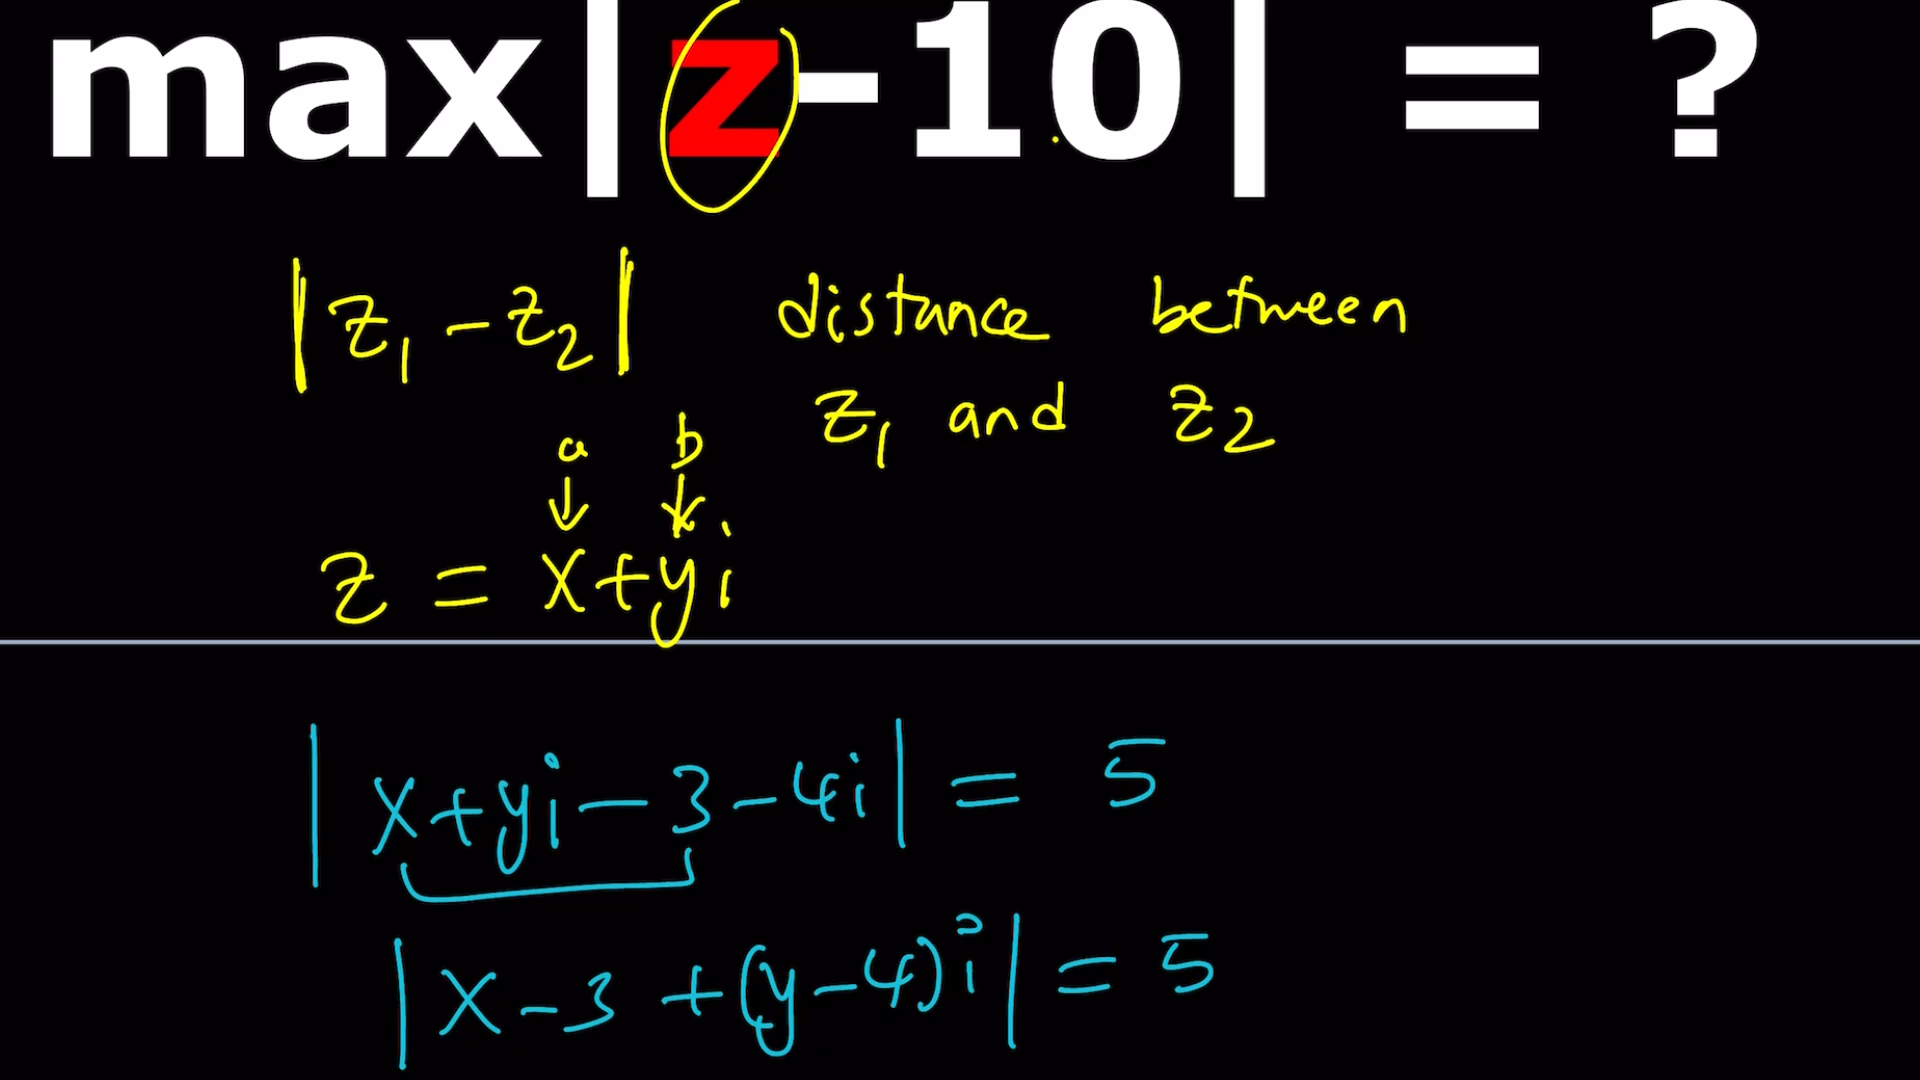 max|z-10| = ?
|z₁ - z₂| distance between
z₁ and z₂
a b
↓ ↓
z = x+yi
|x+yi-3-4i| = 5
|x-3+(y-4)i| = 5